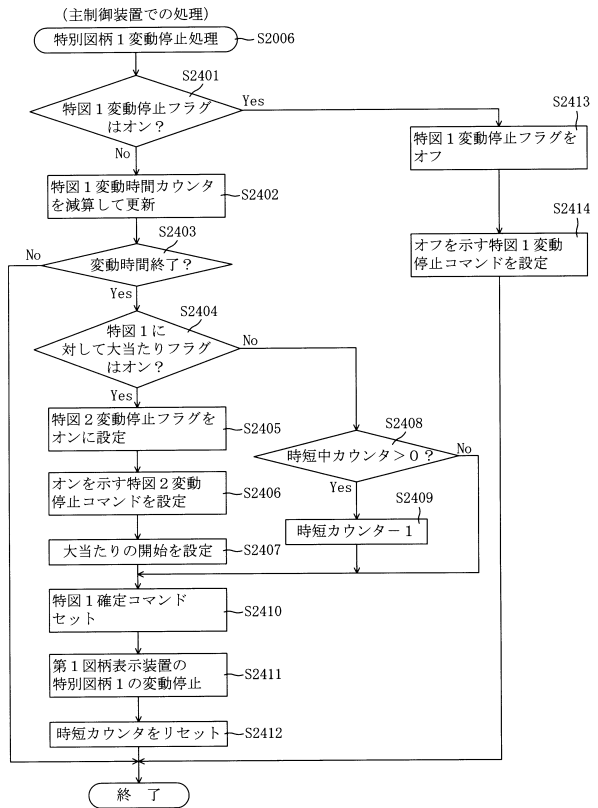 (主制御装置での処理)
特別図柄1変動停止処理
S2006
S2401
特図1変動停止フラグ
はオン?
Yes
No
S2413
特図1変動停止フラグを
オフ
特図1変動時間カウンタ
を減算して更新
S2402
S2414
オフを示す特図1変動
停止コマンドを設定
S2403
変動時間終了?
No
Yes
S2404
特図1に
対して大当たりフラグ
はオン?
No
Yes
特図2変動停止フラグを
オンに設定
S2405
S2408
時短中カウンタ>0?
No
Yes
オンを示す特図2変動
停止コマンドを設定
S2406
S2409
時短カウンター1
大当たりの開始を設定
S2407
特図1確定コマンド
セット
S2410
第1図柄表示装置の
特別図柄1の変動停止
S2411
時短カウンタをリセット
S2412
終 了